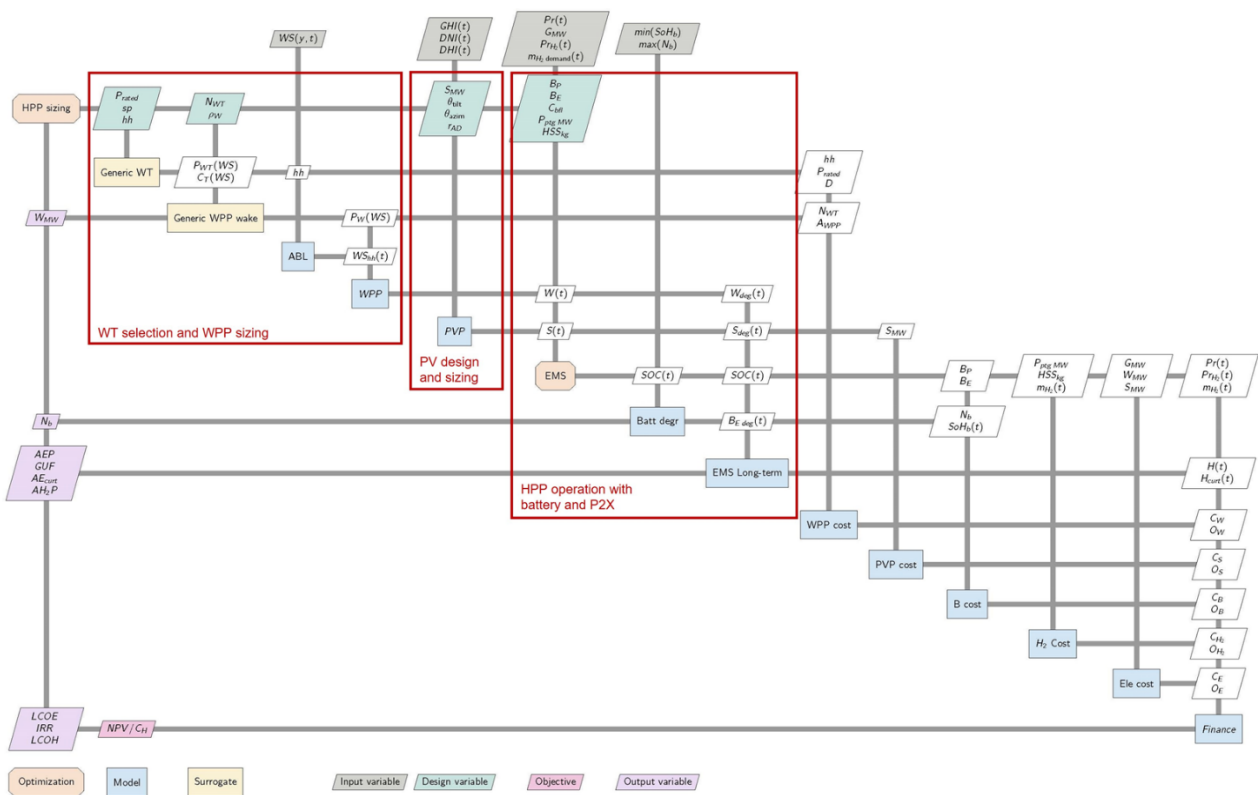 WS(y, t)
GHI(t)
DNI(t)
DHI(t)
Pr(t)
G_MW
Pr_H₂(t)
m_H₂ demand(t)
min(SoH_b)
max(N_b)
HPP sizing
P_rated
sp
hh
N_WT
ρ_W
S_MW
θ_tilt
θ_azim
r_AD
B_P
B_E
C_bfl
P_ptg MW
HSS_kg
Generic WT
P_WT(WS)
C_T(WS)
hh
hh
P_rated
D
W_MW
Generic WPP wake
P_W(WS)
N_WT
A_WPP
ABL
WS_hh(t)
WPP
W(t)
W_deg(t)
WT selection and WPP sizing
PVP
S(t)
S_deg(t)
S_MW
PV design
and sizing
EMS
SOC(t)
SOC(t)
B_P
B_E
P_ptg MW
HSS_kg
m_H₂(t)
G_MW
W_MW
S_MW
Pr(t)
Pr_H₂(t)
m_H₂(t)
N_b
Batt degr
B_E deg(t)
N_b
SoH_b(t)
AEP
GUF
AE_curt
AH₂P
EMS Long-term
H(t)
H_curt(t)
HPP operation with
battery and P2X
WPP cost
C_W
O_W
PVP cost
C_S
O_S
B cost
C_B
O_B
H₂ Cost
C_H₂
O_H₂
Ele cost
C_E
O_E
LCOE
IRR
LCOH
NPV/C_H
Finance
Optimization
Model
Surrogate
Input variable
Design variable
Objective
Output variable